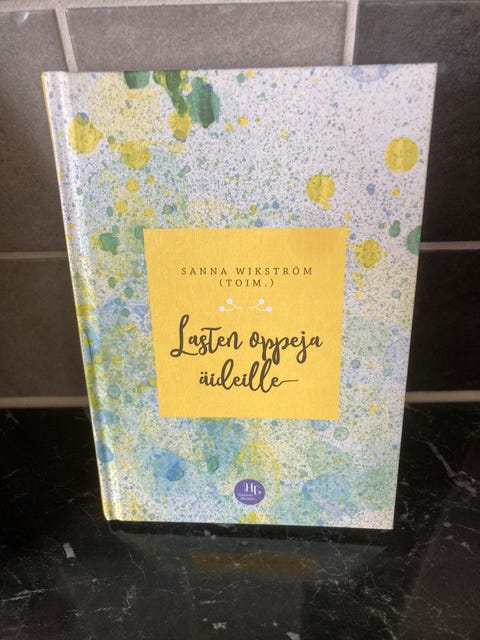 SANNA WIKSTRÖM
(TOIM.)
Lasten oppeja
äideille